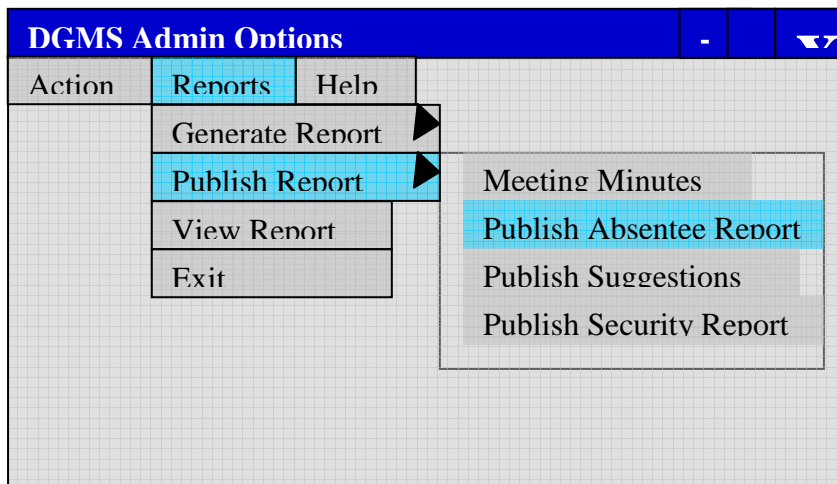 DGMS Admin Options - X
Action Reports Help
Generate Report
Publish Report
Meeting Minutes
View Report
Publish Absentee Report
Exit
Publish Suggestions
Publish Security Report